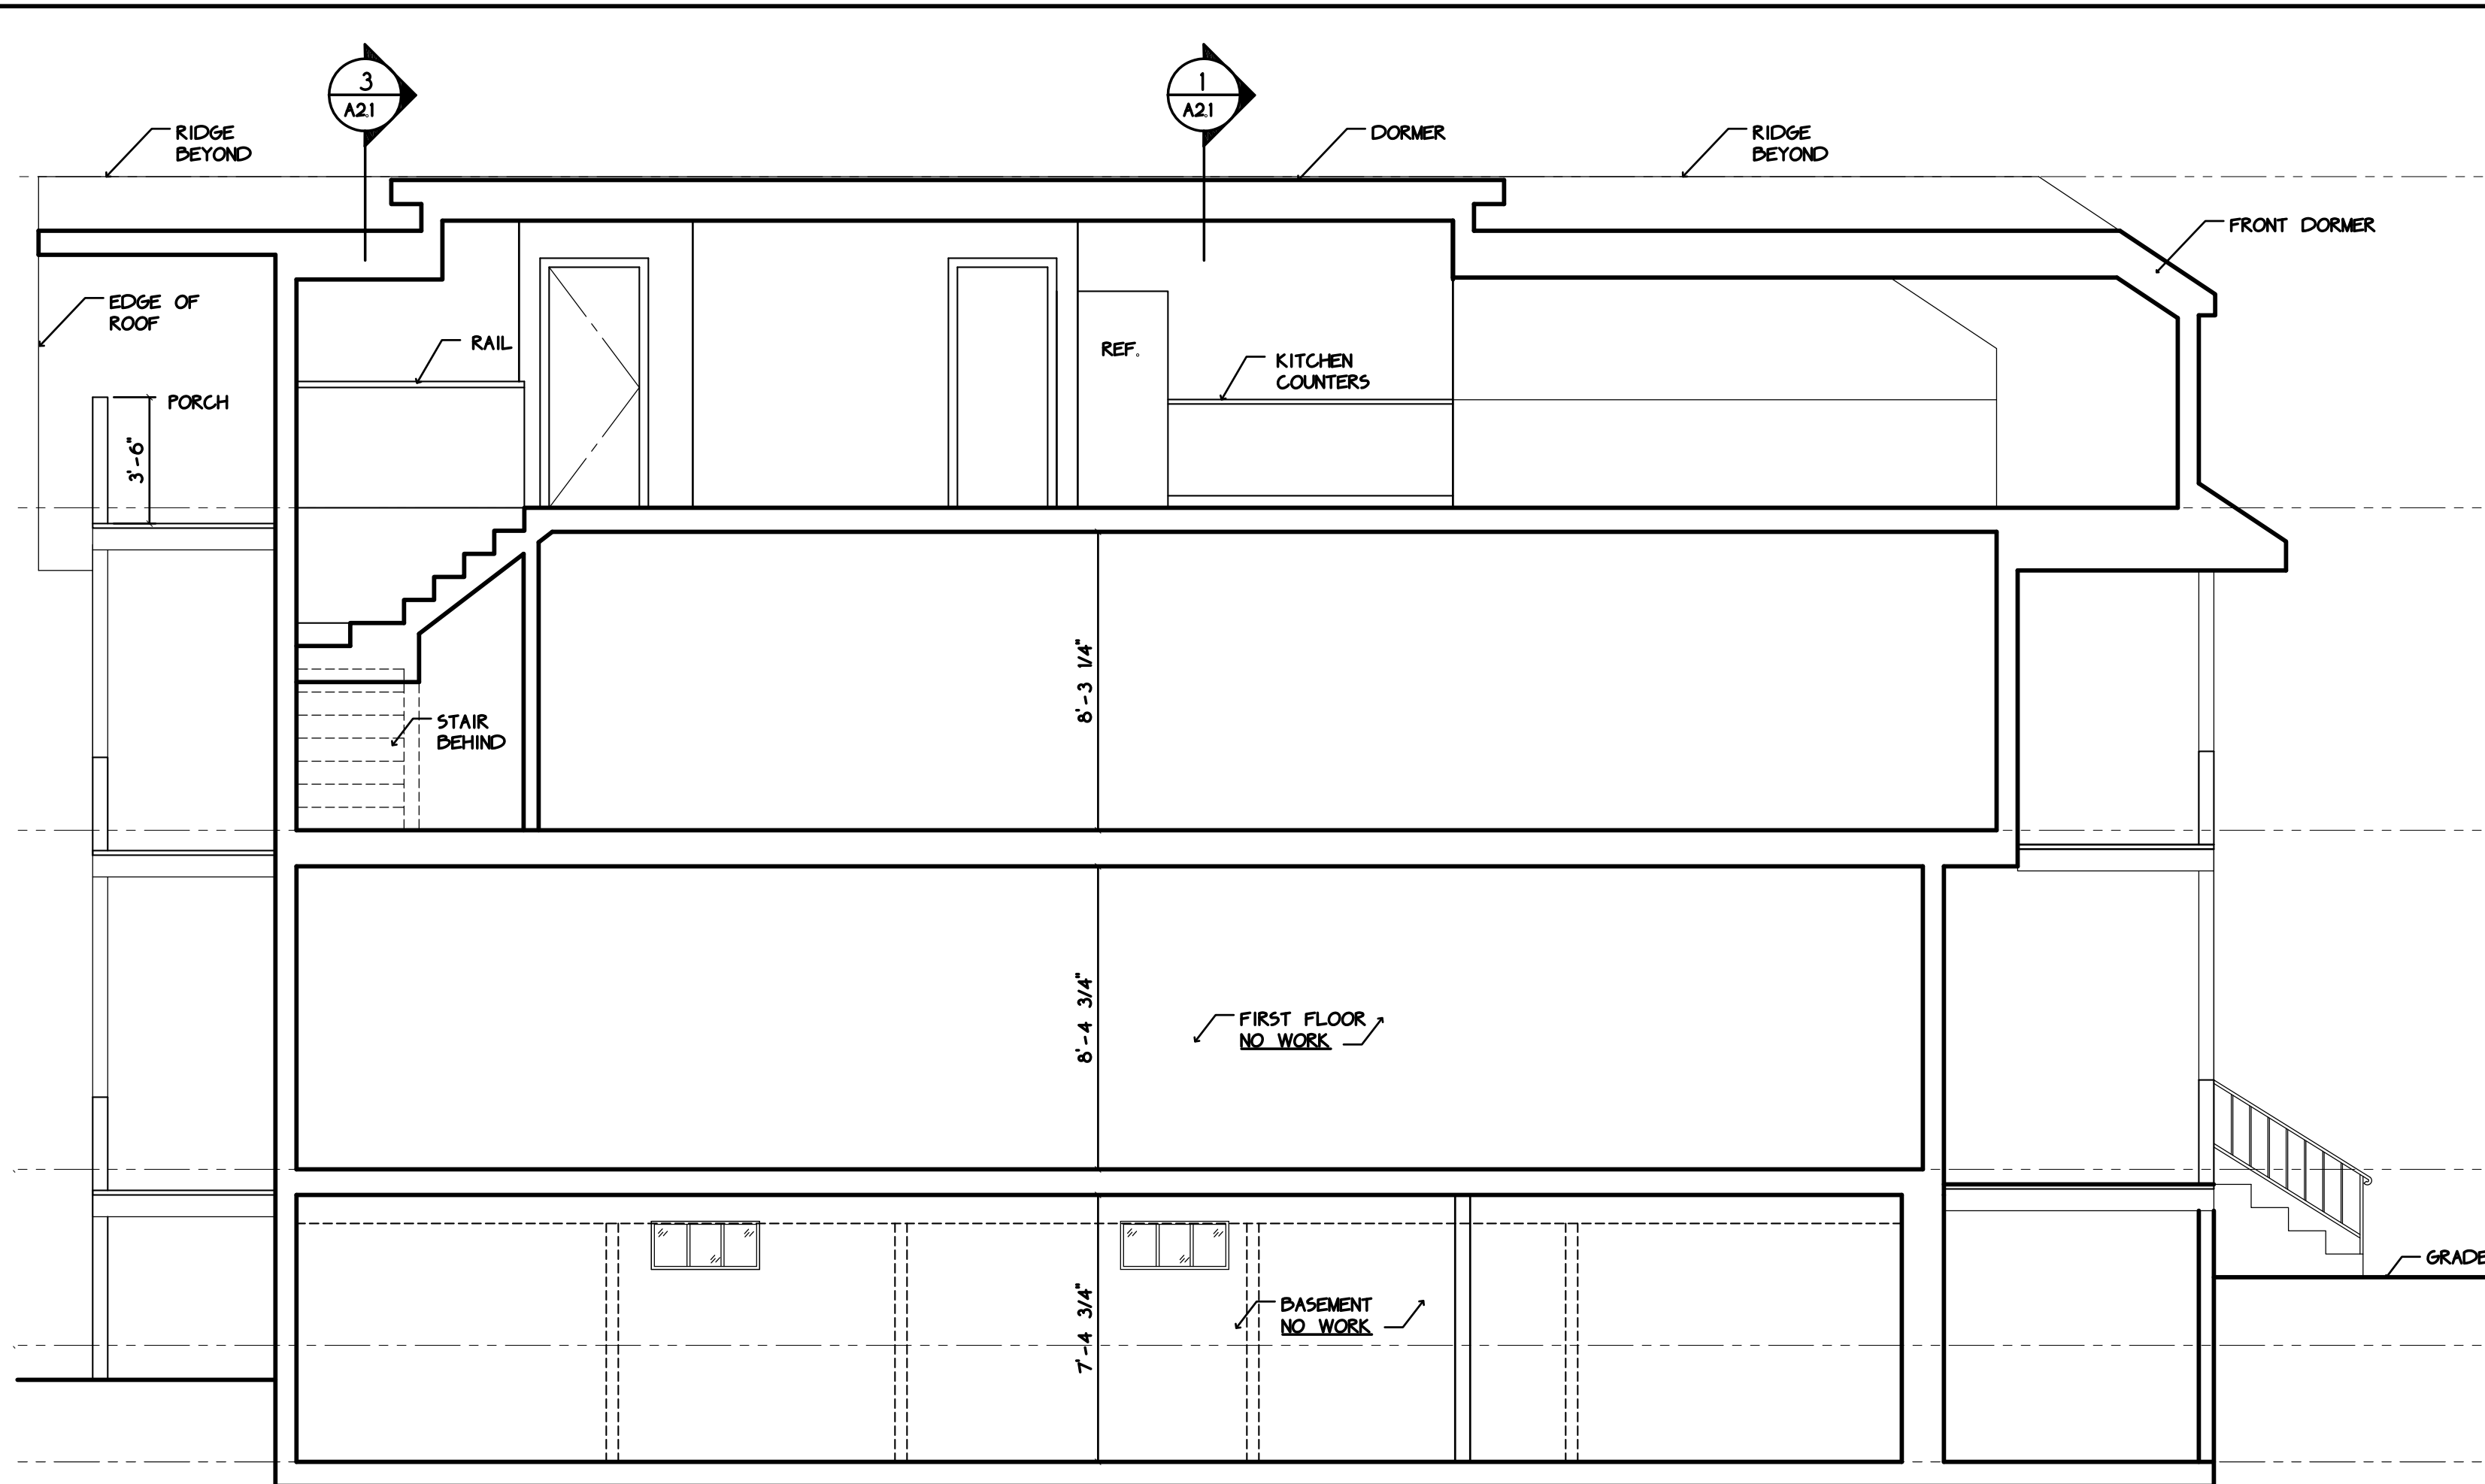 3
A2.1
1
A2.1
RIDGE
BEYOND
DORMER
RIDGE
BEYOND
FRONT DORMER
EDGE OF
ROOF
RAIL
REF.
KITCHEN
COUNTERS
PORCH
3'-6"
8'-3 1/4"
STAIR
BEHIND
8'-4 3/4"
FIRST FLOOR
NO WORK
GRADE
7'-4 3/4"
BASEMENT
NO WORK